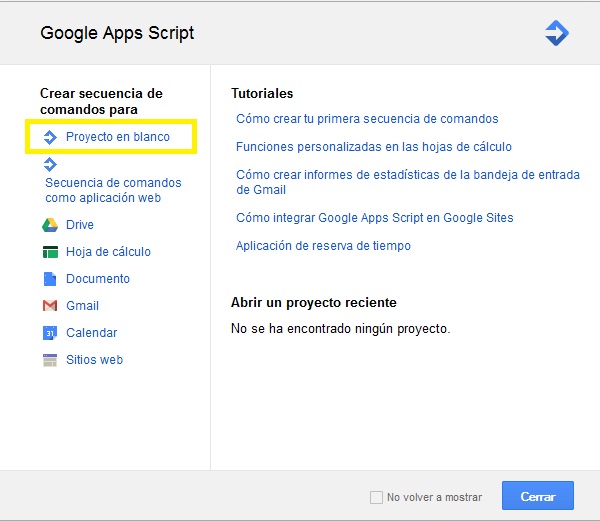 Google Apps Script
Crear secuencia de
comandos para
Proyecto en blanco
Secuencia de comandos
como aplicación web
Drive
Hoja de cálculo
Documento
Gmail
31
Calendar
Sitios web
Tutoriales
Cómo crear tu primera secuencia de comandos
Funciones personalizadas en las hojas de cálculo
Cómo crear informes de estadísticas de la bandeja de entrada
de Gmail
Cómo integrar Google Apps Script en Google Sites
Aplicación de reserva de tiempo
Abrir un proyecto reciente
No se ha encontrado ningún proyecto.
No volver a mostrar
Cerrar